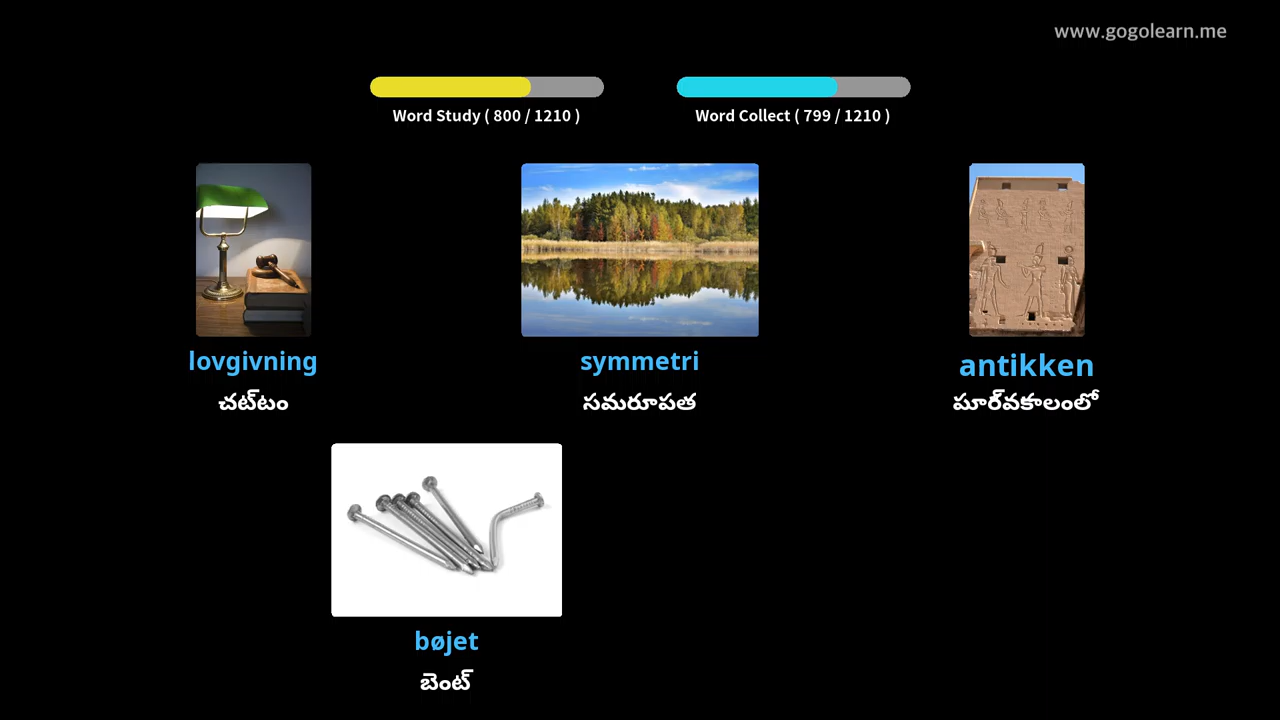 www.gogolearn.me
Word Study ( 800 / 1210 )
Word Collect ( 799 / 1210 )
lovgivning
symmetri
antikken
చట్టం
సమరూపత
పూర్వకాలంలో
bøjet
బెంట్